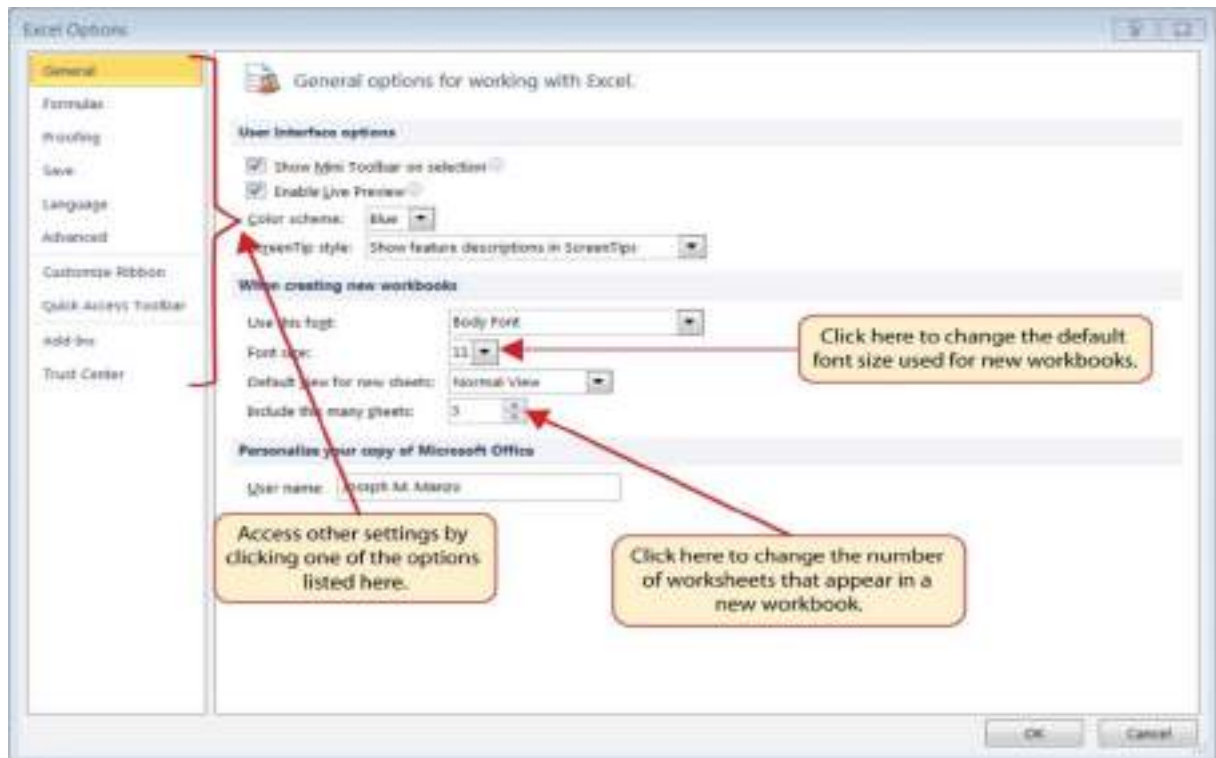 Excel Options
General
Formulas
Proofing
Save
Language
Advanced
Customize Ribbon
Quick Access Toolbar
Add-Ins
Trust Center
General options for working with Excel.
User Interface options
Show Mini Toolbar on selection
Enable Live Preview
Color scheme: Blue
ScreenTip style: Show feature descriptions in ScreenTips
When creating new workbooks
Use this font: Body Font
Font size: 11
Default view for new sheets: Normal View
Include this many sheets: 3
Personalize your copy of Microsoft Office
User name: Joseph M. Manzo
Click here to change the default
font size used for new workbooks.
Access other settings by
clicking one of the options
listed here.
Click here to change the number
of worksheets that appear in a
new workbook.
OK Cancel